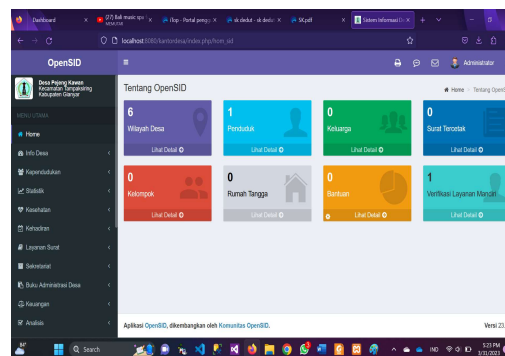 Dashboard
(27) Bali music spa
MEMUTAR
iTop - Portal pengg
sk dedut - sk dedut
SK.pdf
Sistem Informasi De
localhost:8080/kantordesa/index.php/hom_sid
OpenSID
Administrator
Desa Pejeng Kawan
Kecamatan Tampaksiring
Kabupaten Gianyar
Tentang OpenSID
Home
Tentang OpenS
MENU UTAMA
Home
Info Desa
Kependudukan
Statistik
Kesehatan
Kehadiran
Layanan Surat
Sekretariat
Buku Administrasi Desa
Keuangan
Analisis
6
Wilayah Desa
Lihat Detail
1
Penduduk
Lihat Detail
0
Keluarga
Lihat Detail
0
Surat Tercetak
Lihat Detail
0
Kelompok
Lihat Detail
0
Rumah Tangga
Lihat Detail
0
Bantuan
Lihat Detail
1
Verifikasi Layanan Mandiri
Lihat Detail
Aplikasi OpenSID, dikembangkan oleh Komunitas OpenSID.
Versi 23.
84°
Search
IND
5:23 PM
3/31/2023